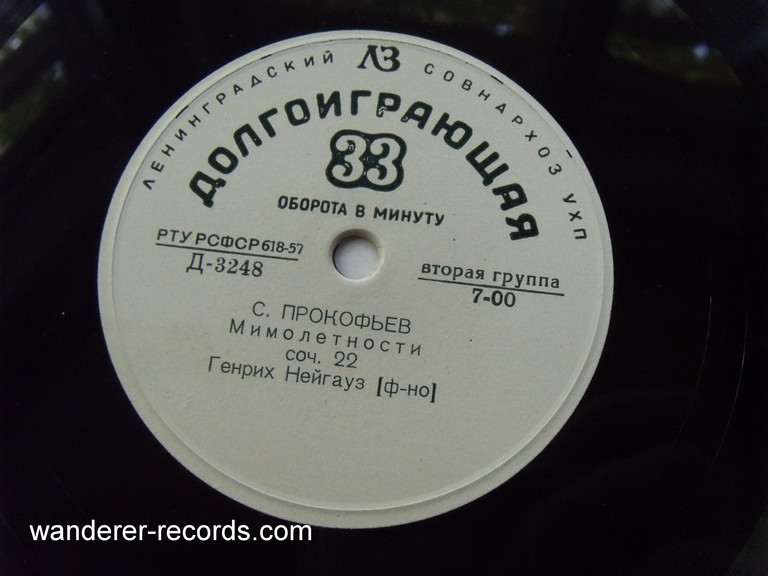 ЛЕНИНГРАДСКИЙ ЛЗ СОВНАРХОЗ УХП
ДОЛГОИГРАЮЩАЯ
33
ОБОРОТА В МИНУТУ
РТУ РСФСР 618-57
Д-3248
вторая группа
7-00
С. ПРОКОФЬЕВ
Мимолетности
соч. 22
Генрих Нейгауз [ф-но]
wanderer-records.com